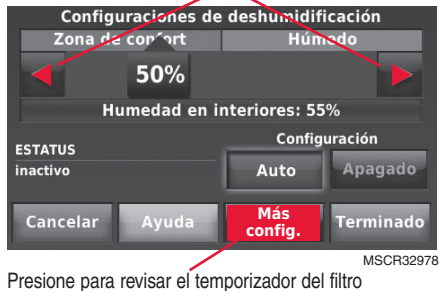 Configuraciones de deshumidificación
Zona de confort Húmedo
50%
Humedad en interiores: 55%
Configuración
ESTATUS
inactivo
Auto Apagado
Cancelar Ayuda Más config. Terminado
MSCR32978
Presione para revisar el temporizador del filtro